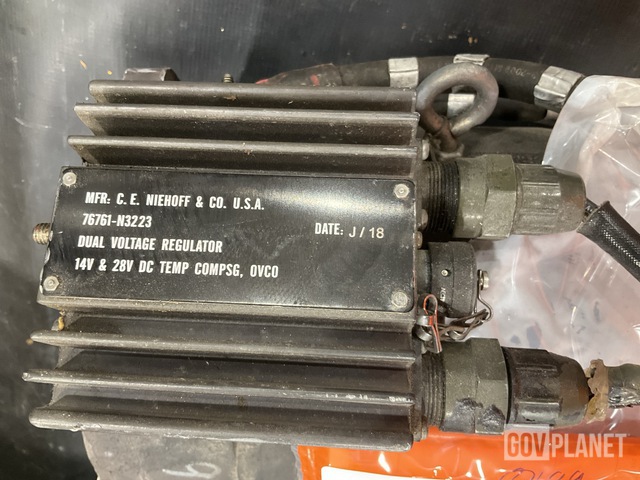 MFR: C. E. NIEHOFF & CO. U.S.A.
76761-N3223
DATE: J / 18
DUAL VOLTAGE REGULATOR
14V & 28V DC TEMP COMPSG, OVCO
GOVPLANET